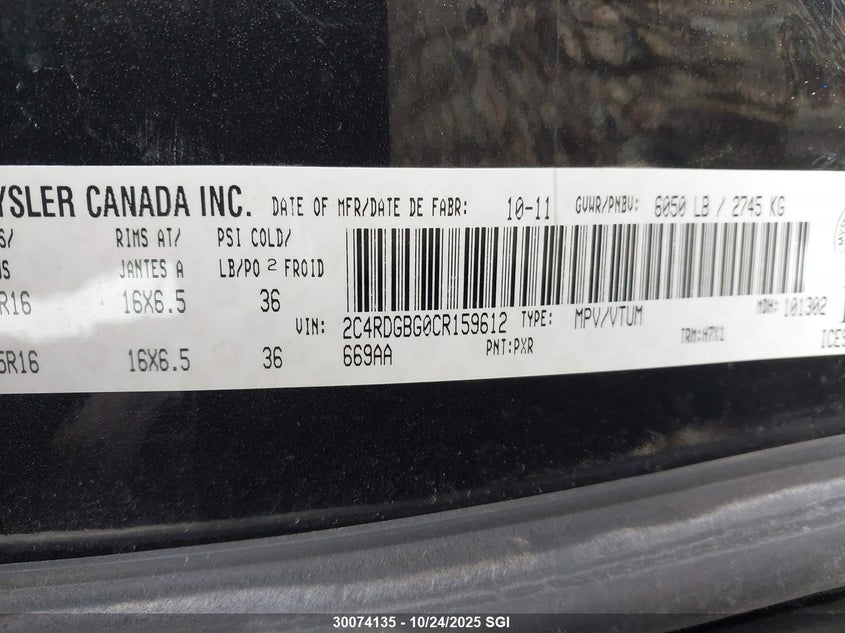 YSLER CANADA INC. DATE OF MFR/DATE DE FABR: 10-11 GVWR/PNBV: 6050 LB / 2745 KG
S/ RIMS AT/ PSI COLD/
JANTES A LB/PO 2 FROID
R16 16X6.5 36
MDH: 101302
VIN: 2C4RDGBG0CR159612 TYPE: MPV/VTUM
5R16 16X6.5 36 669AA PNT:PXR TRM:H7X1
30074135 - 10/24/2025 SGI